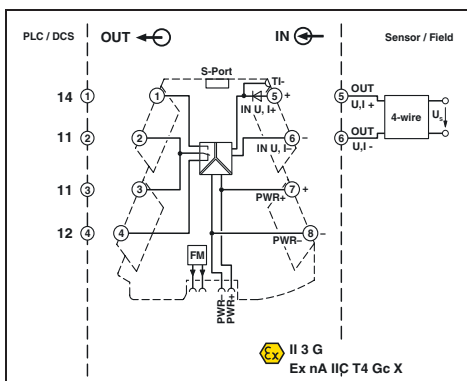 PLC / DCS OUT IN Sensor / Field
S-Port
TI-
14 1 1 5 + 5 OUT
IN U, I+ U,I +
4-wire Us
11 2 2 6 – 6 OUT
IN U, I– U,I -
11 3 3 7 +
PWR+
12 4 4 8 –
PWR–
FM
PWR– PWR+
Ex II 3 G
Ex nA IIC T4 Gc X